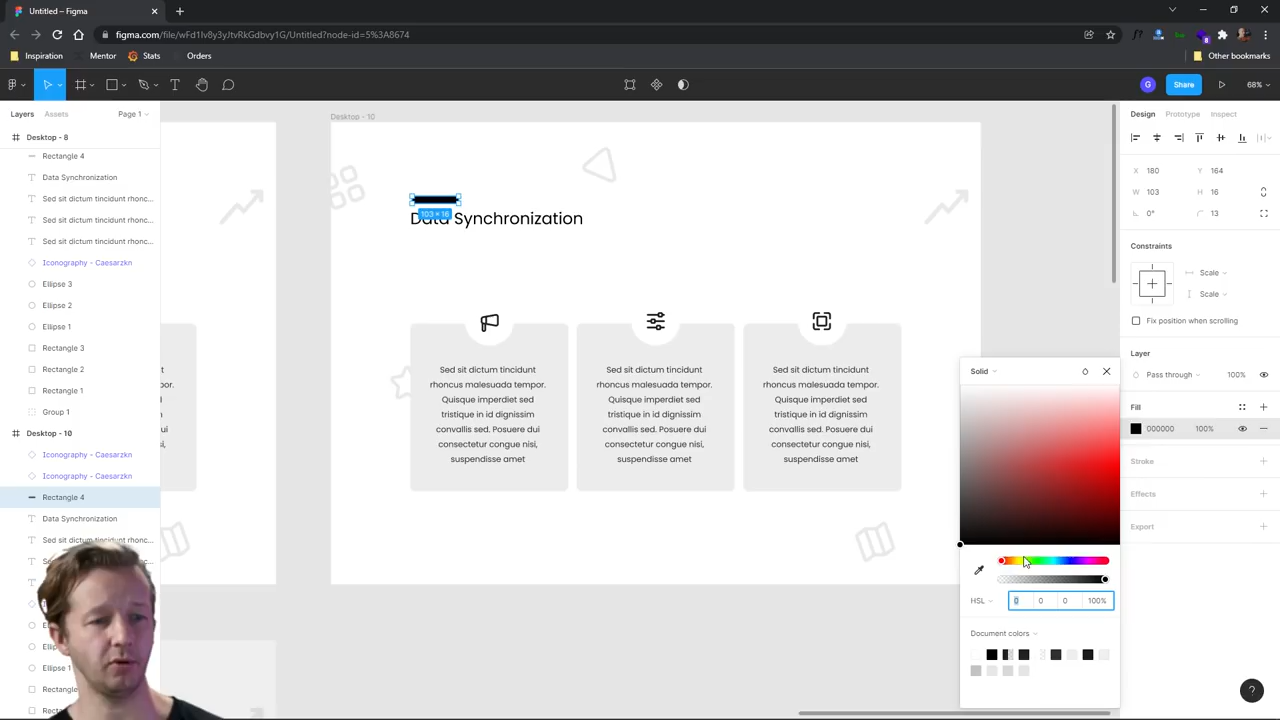 Untitled – Figma
figma.com/file/wFd1Iv8y3yJtvRkGdbvy1G/Untitled?node-id=5%3A8674
Inspiration
Mentor
Stats
Orders
Other bookmarks
G
Share
68%
Layers
Assets
Page 1
Desktop - 8
Rectangle 4
Data Synchronization
Sed sit dictum tincidunt rhonc...
Sed sit dictum tincidunt rhonc...
Sed sit dictum tincidunt rhonc...
Iconography - Caesarzkn
Ellipse 3
Ellipse 2
Ellipse 1
Rectangle 3
Rectangle 2
Rectangle 1
Group 1
Desktop - 10
Iconography - Caesarzkn
Iconography - Caesarzkn
Rectangle 4
Data Synchronization
Sed sit dictum tincidunt rhonc...
Ellipse 1
Desktop - 10
103 × 16
Data Synchronization
Sed sit dictum tincidunt
rhoncus malesuada tempor.
Quisque imperdiet sed
tristique in id dignissim
convallis sed. Posuere dui
consectetur congue nisi,
suspendisse amet
Sed sit dictum tincidunt
rhoncus malesuada tempor.
Quisque imperdiet sed
tristique in id dignissim
convallis sed. Posuere dui
consectetur congue nisi,
suspendisse amet
Sed sit dictum tincidunt
rhoncus malesuada tempor.
Quisque imperdiet sed
tristique in id dignissim
convallis sed. Posuere dui
consectetur congue nisi,
suspendisse amet
Solid
HSL
0 0 0 100%
Document colors
Design
Prototype
Inspect
X 180 Y 164
W 103 H 16
0° 13
Constraints
Scale
Scale
Fix position when scrolling
Layer
Pass through 100%
Fill
000000 100%
Stroke
Effects
Export
?